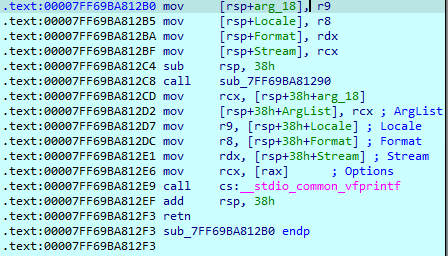 .text:00007FF69BA812B0 mov [rsp+arg_18], r9
.text:00007FF69BA812B5 mov [rsp+Locale], r8
.text:00007FF69BA812BA mov [rsp+Format], rdx
.text:00007FF69BA812BF mov [rsp+Stream], rcx
.text:00007FF69BA812C4 sub rsp, 38h
.text:00007FF69BA812C8 call sub_7FF69BA81290
.text:00007FF69BA812CD mov rcx, [rsp+38h+arg_18]
.text:00007FF69BA812D2 mov [rsp+38h+ArgList], rcx ; ArgList
.text:00007FF69BA812D7 mov r9, [rsp+38h+Locale] ; Locale
.text:00007FF69BA812DC mov r8, [rsp+38h+Format] ; Format
.text:00007FF69BA812E1 mov rdx, [rsp+38h+Stream] ; Stream
.text:00007FF69BA812E6 mov rcx, [rax] ; Options
.text:00007FF69BA812E9 call cs:__stdio_common_vfprintf
.text:00007FF69BA812EF add rsp, 38h
.text:00007FF69BA812F3 retn
.text:00007FF69BA812F3 sub_7FF69BA812B0 endp
.text:00007FF69BA812F3